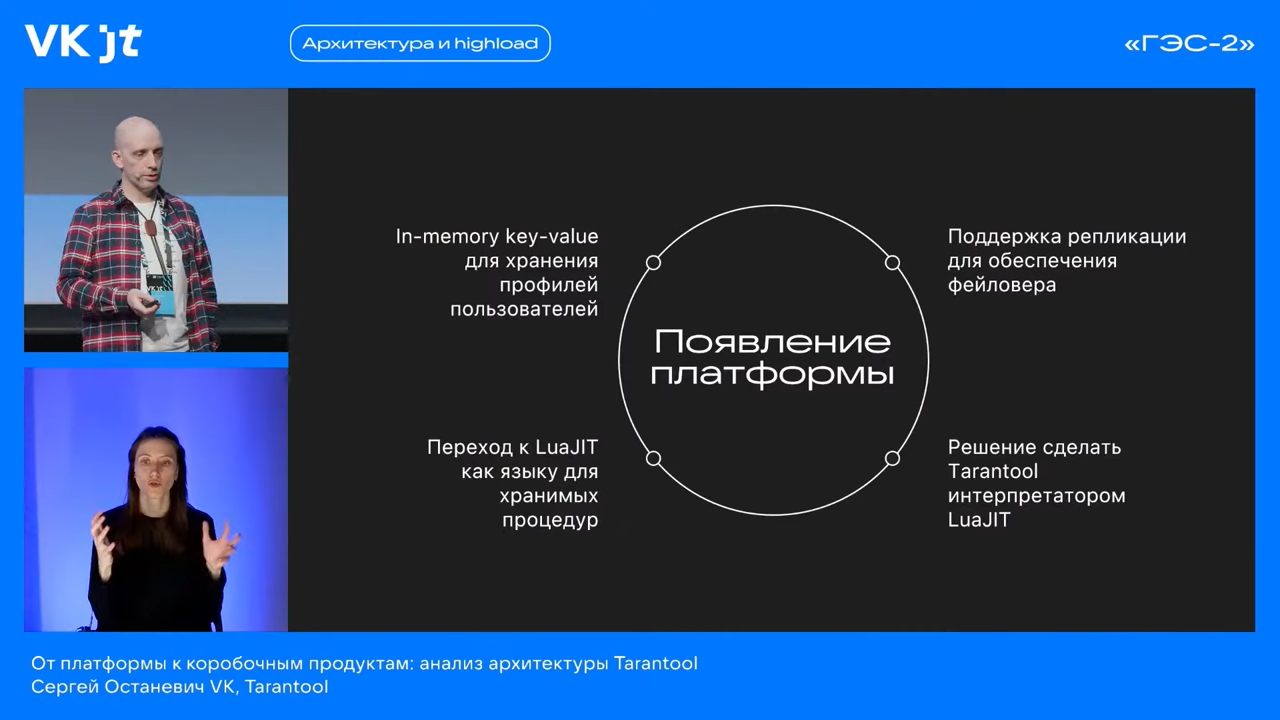 VK jt
Архитектура и highload
«ГЭС-2»
In-memory key-value
для хранения
профилей
пользователей
Поддержка репликации
для обеспечения
фейловера
Появление
платформы
Переход к LuaJIT
как языку для
хранимых
процедур
Решение сделать
Tarantool
интерпретатором
LuaJIT
От платформы к коробочным продуктам: анализ архитектуры Tarantool
Сергей Останевич VK, Tarantool